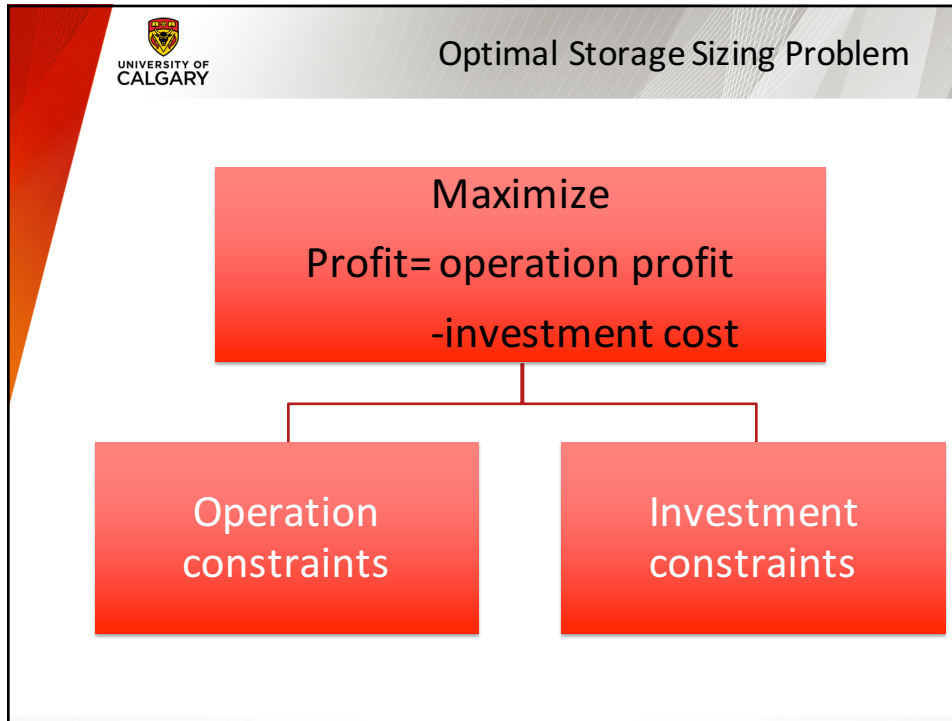 UNIVERSITY OF
CALGARY
Optimal Storage Sizing Problem
Maximize
Profit= operation profit
-investment cost
Operation
constraints
Investment
constraints